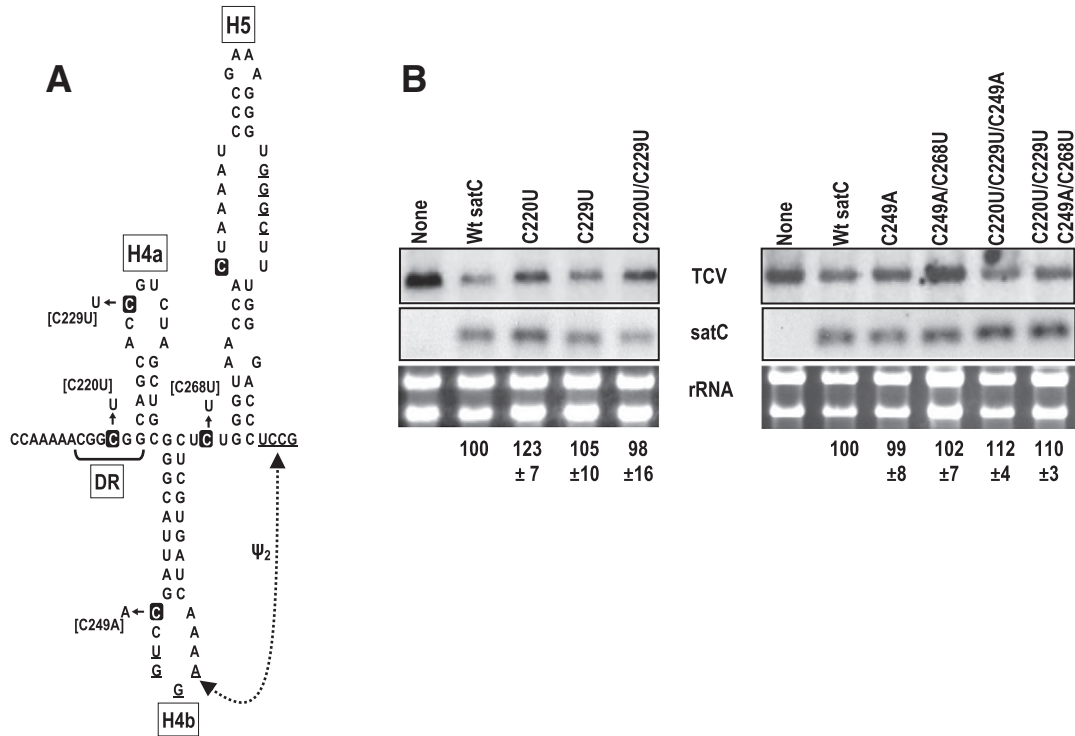 A
H5
A A
G A
C G
C G
C G
U U
A G
A G
A G
A C
A U
U U
C U
A U
C G
C G
A G
A
A G
U A
G C
G C
H4a
G U
U C C
[C229U]
C U
A A
C G
G C
C U
A G
C U
G G
[C220U]
U
[C268U]
U
CCAAAAACGGCGGCGCUCUGCUCCG
DR
G U
G C
C G
A U
U G
U A
A U
G C
A C A
[C249A]
C A
U A
G A
G
H4b
Ψ2
B
None
Wt satC
C220U
C229U
C220U/C229U
None
Wt satC
C249A
C249A/C268U
C220U/C229U/C249A
C220U/C229U
C249A/C268U
TCV
satC
rRNA
100 123 105 98
± 7 ±10 ±16
100 99 102 112 110
±8 ±7 ±4 ±3